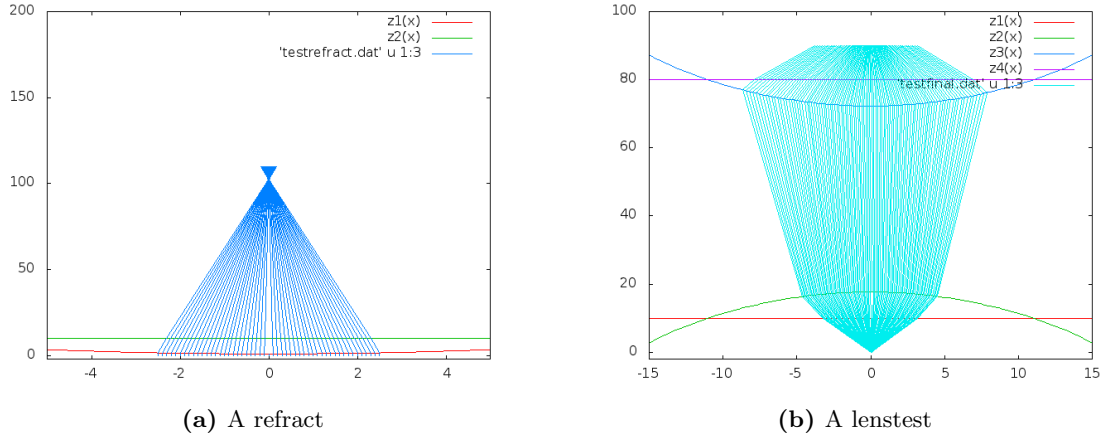 200
150
100
50
0
-4
-2
0
2
4
z1(x)
z2(x)
'testrefract.dat' u 1:3
(a) A refract
100
80
60
40
20
0
-15
-10
-5
0
5
10
15
z1(x)
z2(x)
z3(x)
z4(x)
'testfinal.dat' u 1:3
(b) A lenstest